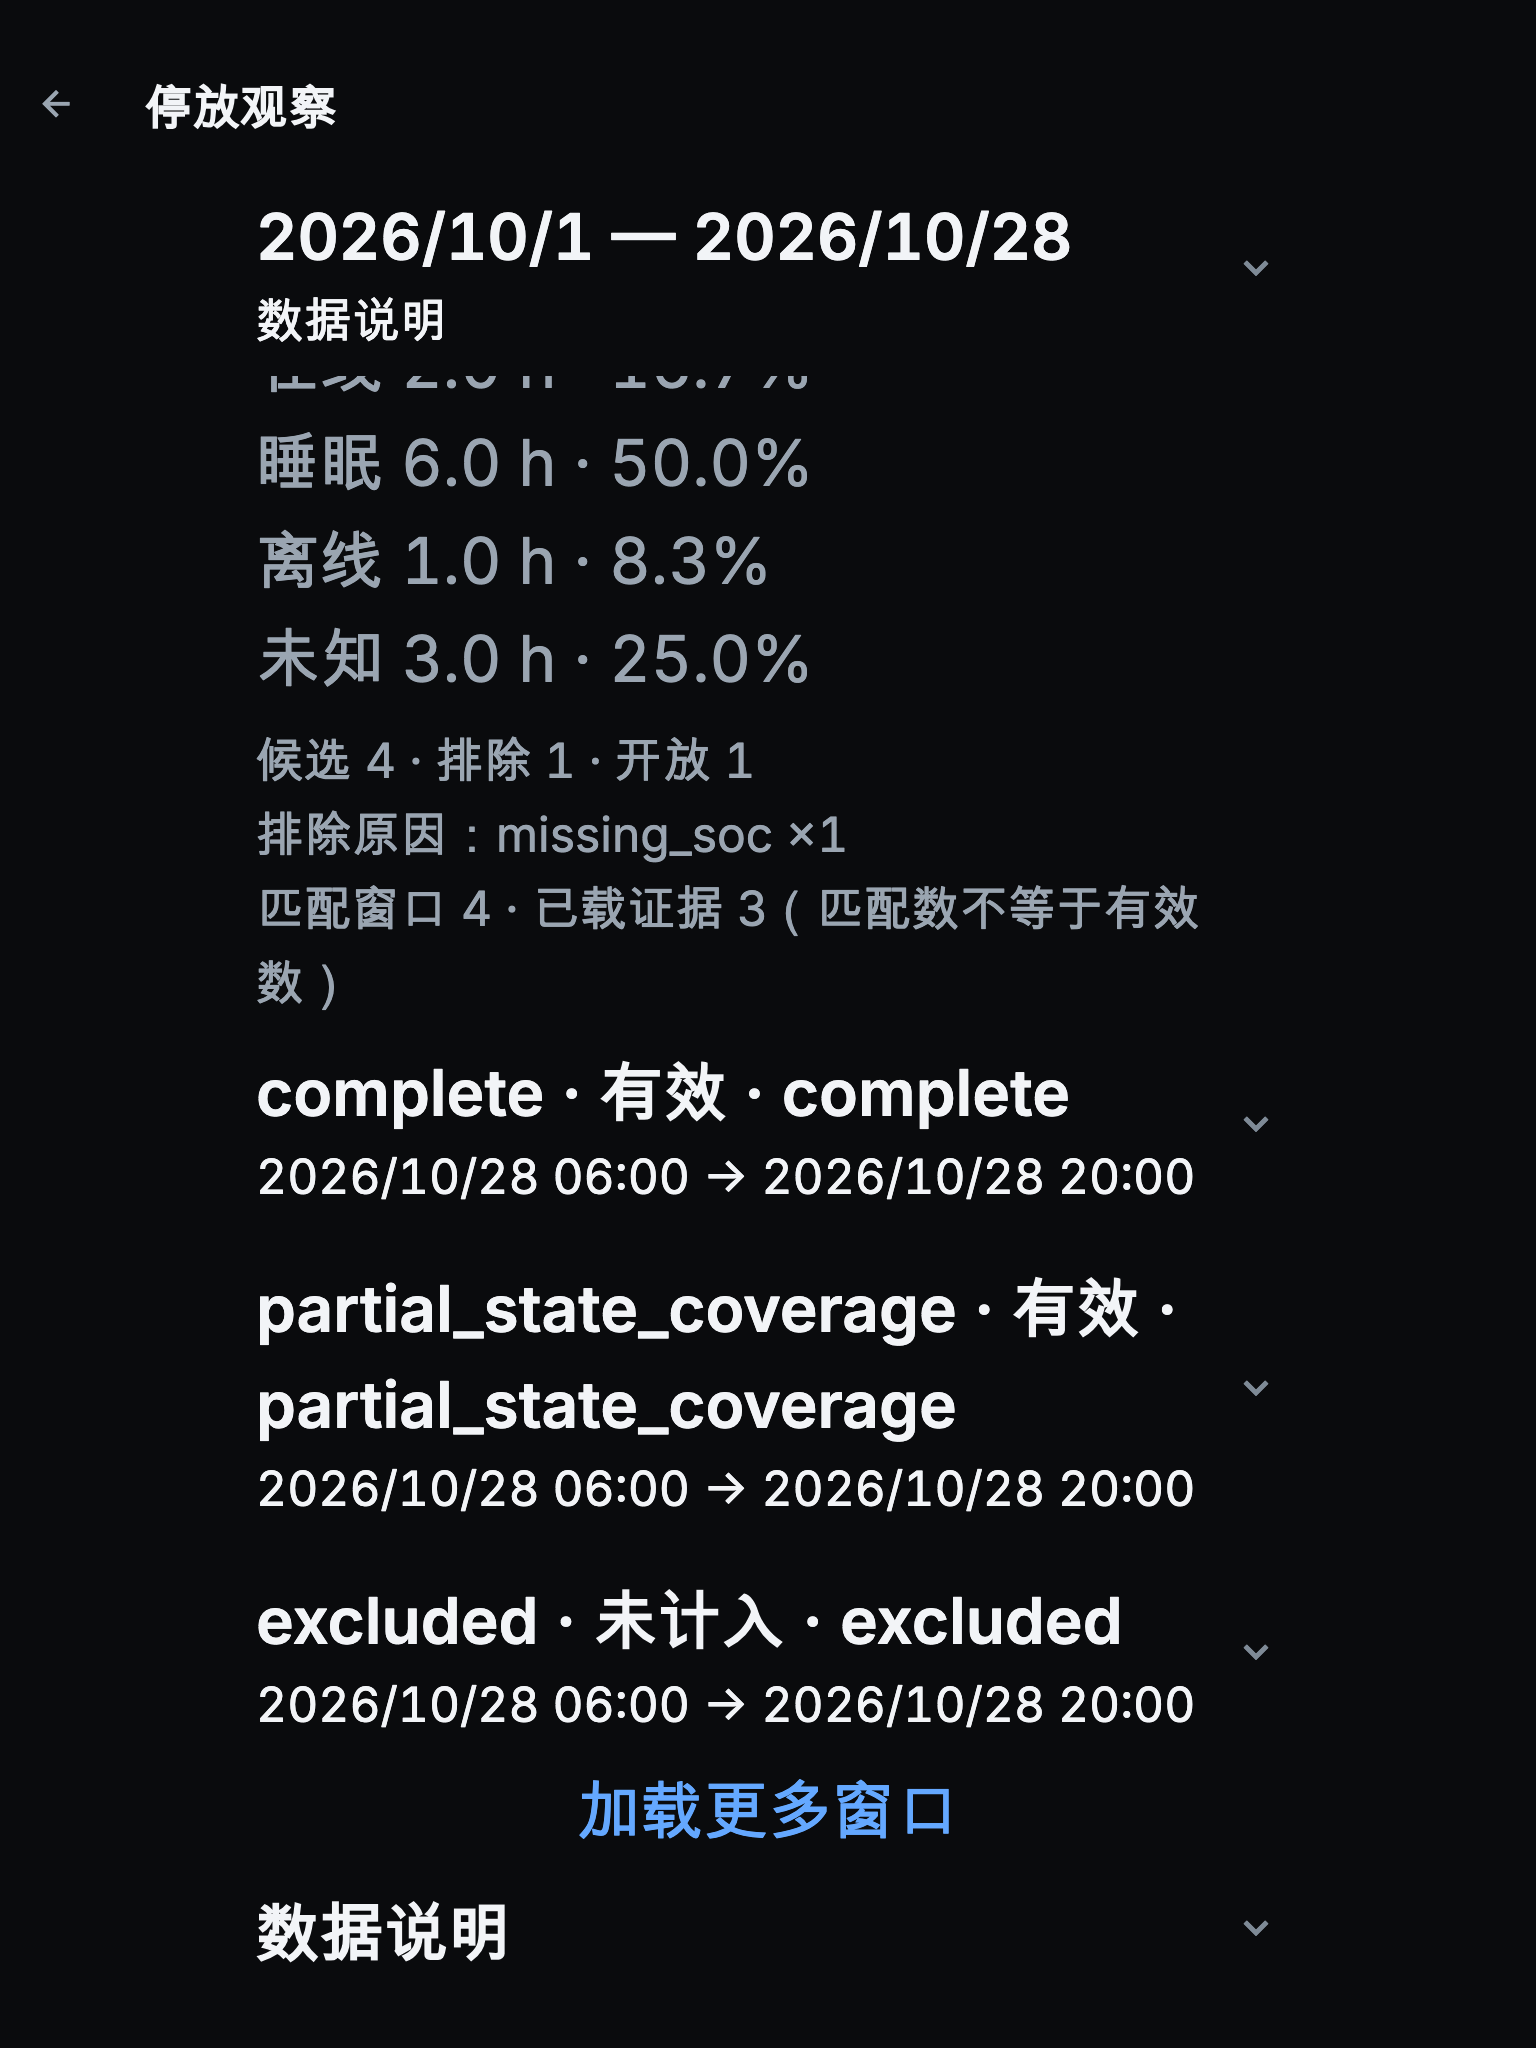 停放观察
2026/10/1 — 2026/10/28
数据说明
睡眠 6.0 h · 50.0%
离线 1.0 h · 8.3%
未知 3.0 h · 25.0%
候选 4 · 排除 1 · 开放 1
排除原因：missing_soc ×1
匹配窗口 4 · 已载证据 3（匹配数不等于有效
数）
complete · 有效 · complete
2026/10/28 06:00 → 2026/10/28 20:00
partial_state_coverage · 有效 ·
partial_state_coverage
2026/10/28 06:00 → 2026/10/28 20:00
excluded · 未计入 · excluded
2026/10/28 06:00 → 2026/10/28 20:00
加载更多窗口
数据说明